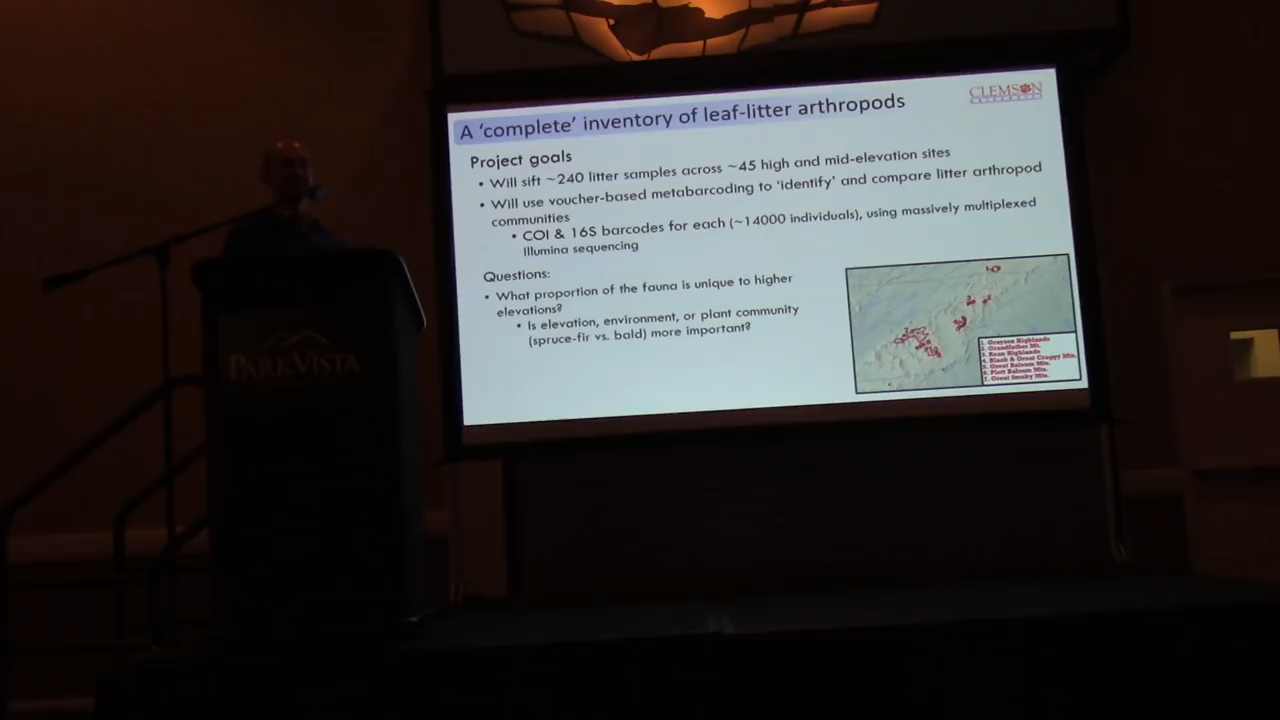 CLEMSON
A 'complete' inventory of leaf-litter arthropods
Project goals
• Will sift ~240 litter samples across ~45 high and mid-elevation sites
• Will use voucher-based metabarcoding to 'identify' and compare litter arthropod
communities
• COI & 16S barcodes for each (~14000 individuals), using massively multiplexed
Illumina sequencing
Questions:
• What proportion of the fauna is unique to higher
elevations?
• Is elevation, environment, or plant community
(spruce-fir vs. bald) more important?
1. Grayson Highlands
2. Grandfather Mt.
3. Roan Highlands
4. Black & Great Craggy Mts.
5. Great Balsam Mts.
6. Plott Balsam Mts.
7. Great Smoky Mts.
PARKVISTA